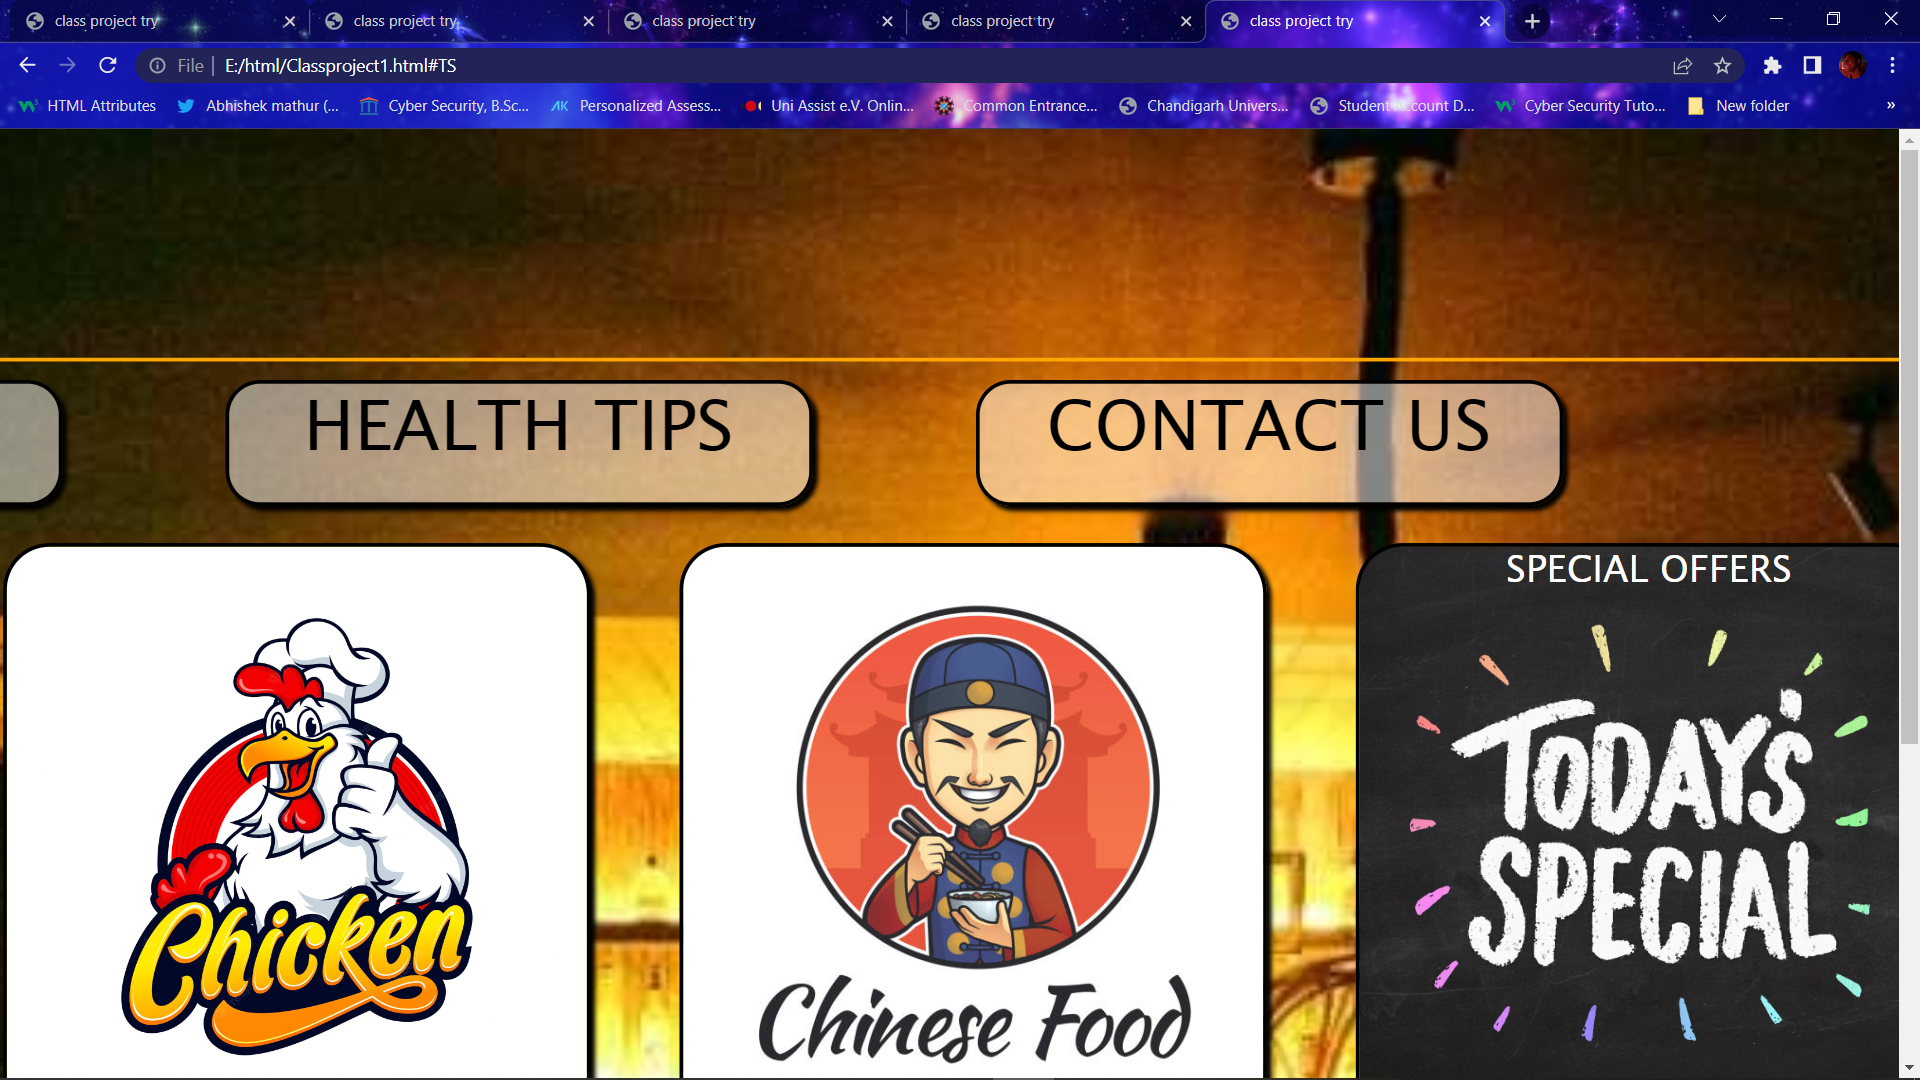 class project try
class project try
class project try
class project try
class project try
File | E:/html/Classproject1.html#TS
HTML Attributes
Abhishek mathur (...
Cyber Security, B.Sc...
Personalized Assess...
Uni Assist e.V. Onlin...
Common Entrance...
Chandigarh Univers...
Student Account D...
Cyber Security Tuto...
New folder
»
HEALTH TIPS
CONTACT US
SPECIAL OFFERS
TODAY'S
SPECIAL
Chicken
Chinese Food